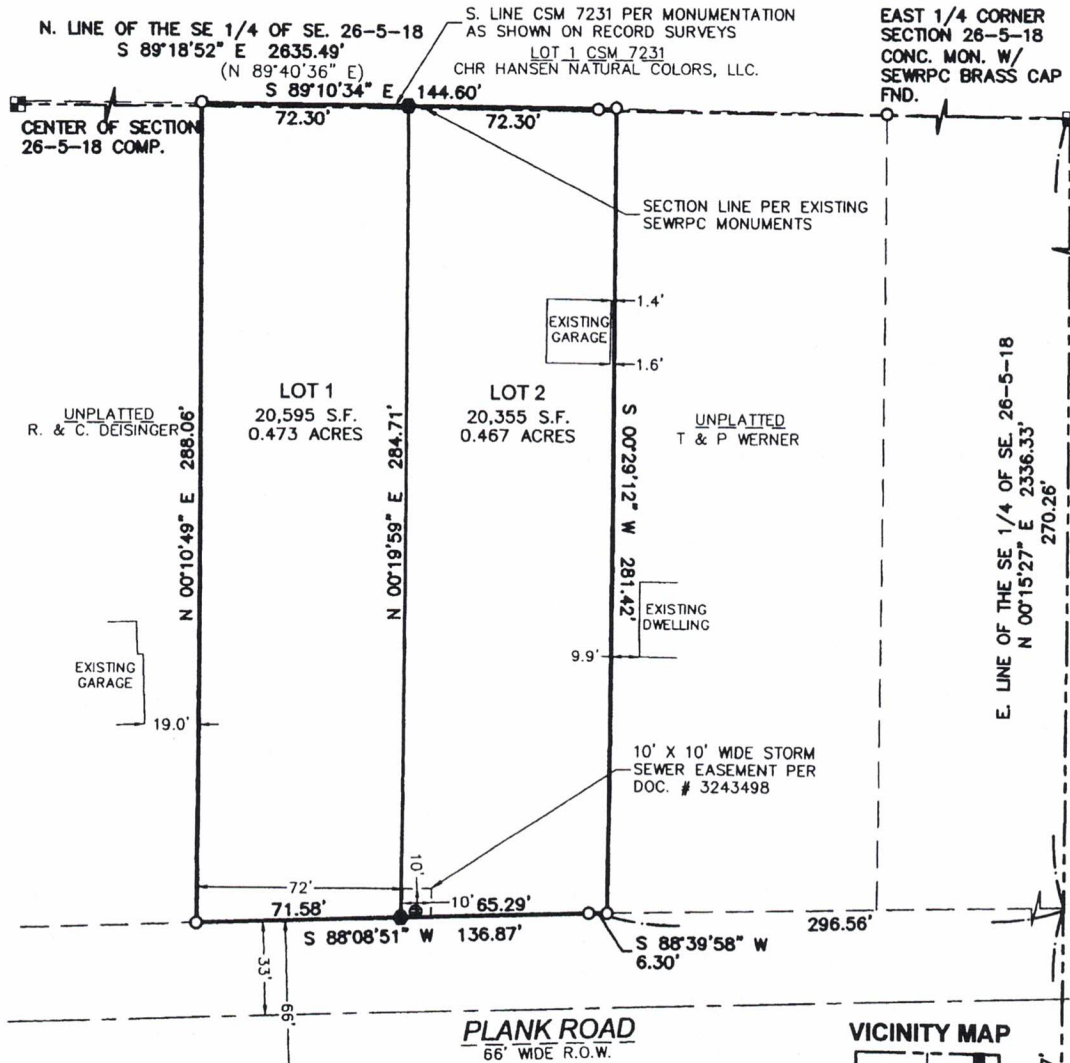 N. LINE OF THE SE 1/4 OF SE. 26-5-18
S 89°18'52" E 2635.49'
(N 89°40'36" E)
S 89°10'34" E 144.60'
S. LINE CSM 7231 PER MONUMENTATION
AS SHOWN ON RECORD SURVEYS
LOT 1 CSM 7231
CHR HANSEN NATURAL COLORS, LLC.
EAST 1/4 CORNER
SECTION 26-5-18
CONC. MON. W/
SEWRPC BRASS CAP
FND.
CENTER OF SECTION
26-5-18 COMP.
72.30'
72.30'
SECTION LINE PER EXISTING
SEWRPC MONUMENTS
1.4'
EXISTING
GARAGE
1.6'
LOT 1
20,595 S.F.
0.473 ACRES
LOT 2
20,355 S.F.
0.467 ACRES
UNPLATTED
R. & C. DEISINGER
UNPLATTED
T & P WERNER
N 00°10'49" E 288.06'
N 00°19'59" E 284.71'
S 00°29'12" W 281.42'
E. LINE OF THE SE 1/4 OF SE. 26-5-18
N 00°15'27" E 2336.33'
270.26'
EXISTING
DWELLING
9.9'
EXISTING
GARAGE
19.0'
10' X 10' WIDE STORM
SEWER EASEMENT PER
DOC. # 3243498
10'
72'
10'
71.58'
65.29'
S 88°08'51" W 136.87'
S 88°39'58" W
6.30'
296.56'
33'
66'
PLANK ROAD
66' WIDE R.O.W.
VICINITY MAP